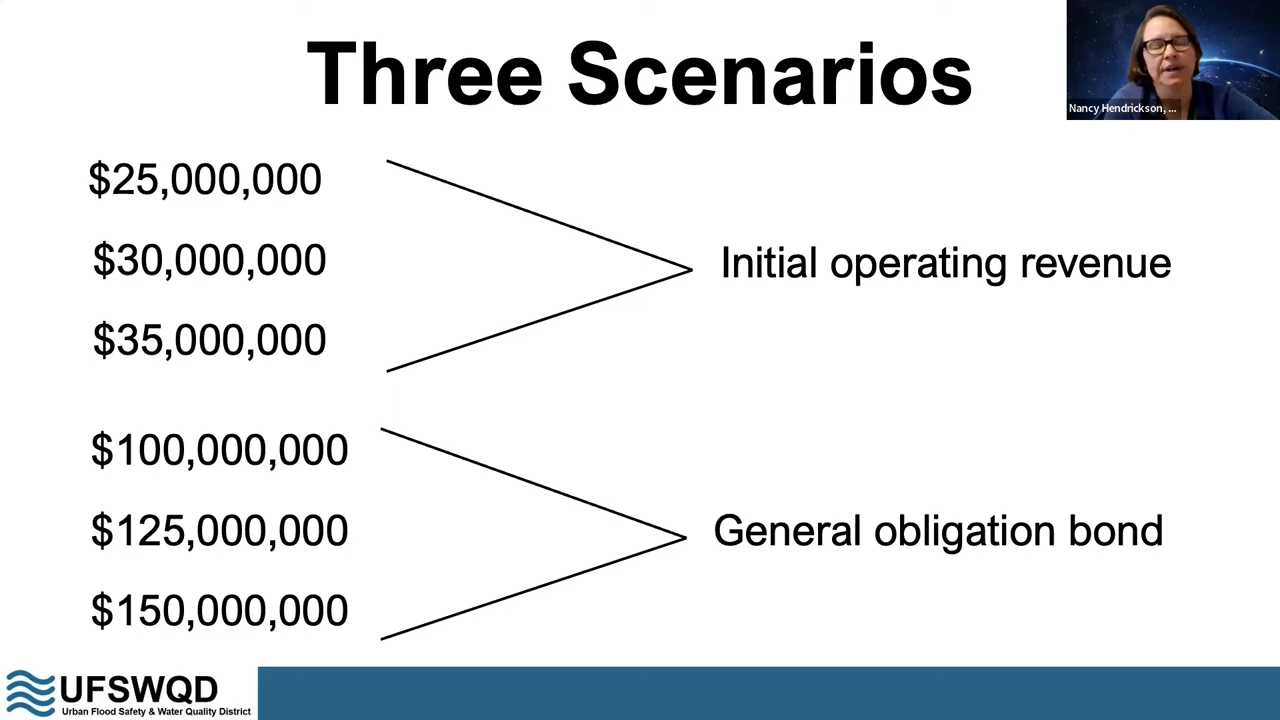 Three Scenarios
Nancy Hendrickson, ...
$25,000,000
$30,000,000
$35,000,000
Initial operating revenue
$100,000,000
$125,000,000
$150,000,000
General obligation bond
UFSWQD
Urban Flood Safety & Water Quality District